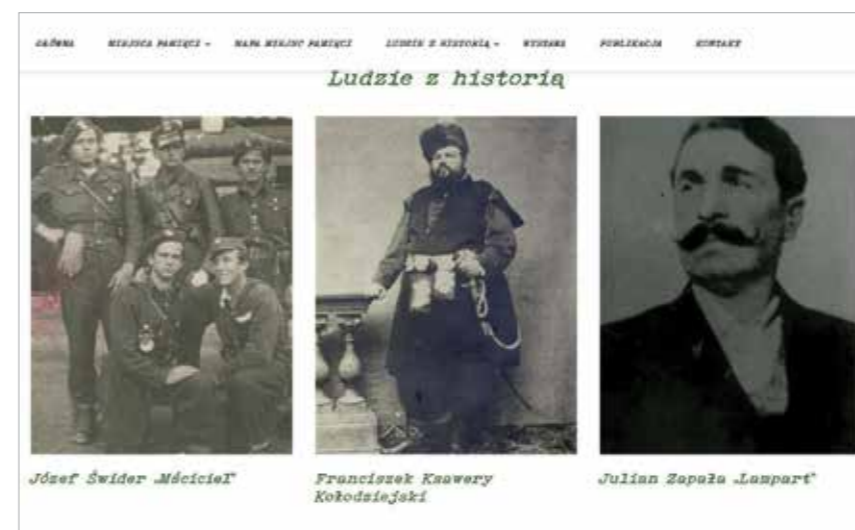 GŁÓWNA
MIEJSCA PAMIĘCI
MAPA MIEJSC PAMIĘCI
LUDZIE Z HISTORIĄ
WYSTAWA
PUBLIKACJA
KONTAKT
Ludzie z historią
Józef Świder „Mściciel”
Franciszek Ksawery
Kołodziejski
Julian Zapała „Lampart”